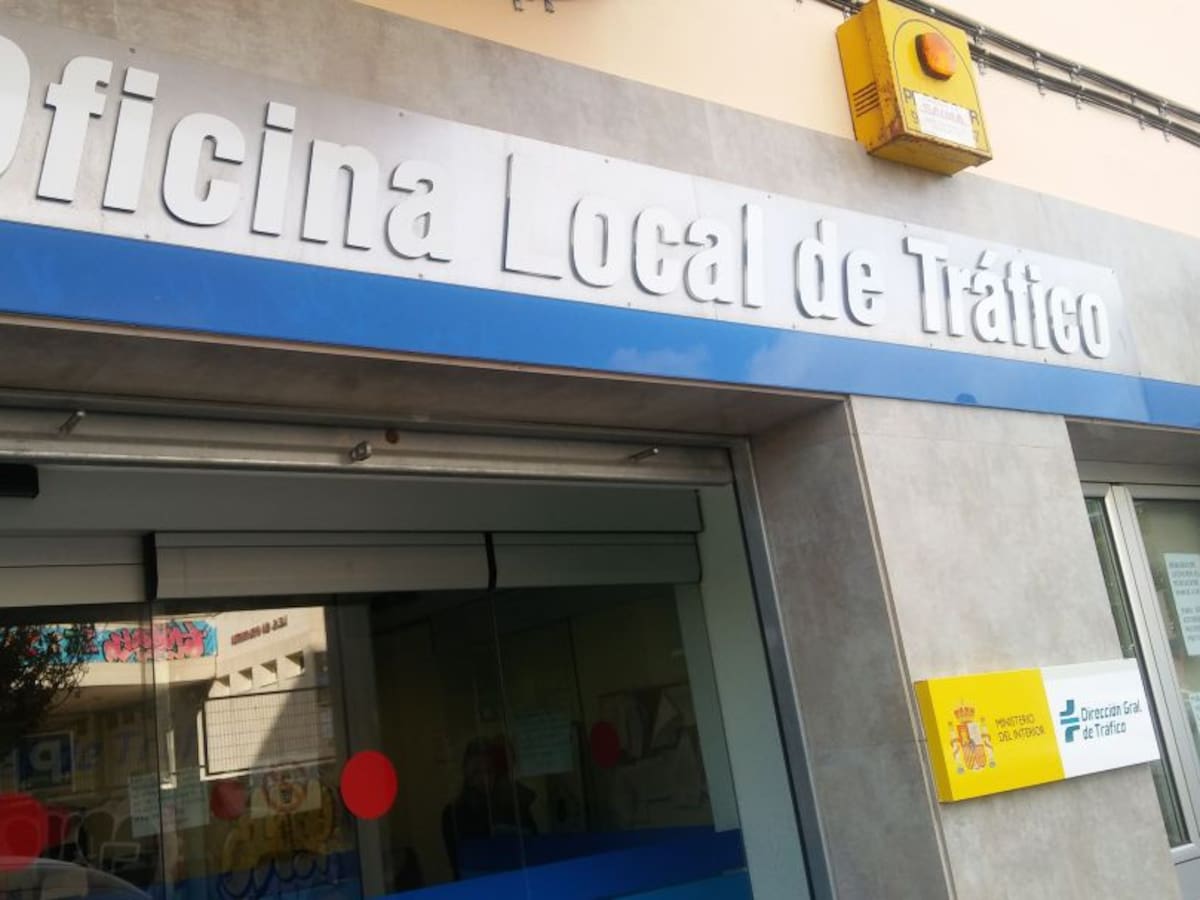 Oficina Local de Tráfico
MINISTERIO
DEL INTERIOR
Dirección Gral.
de Tráfico